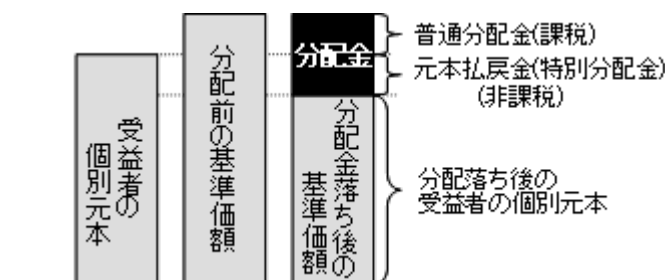 受益者の
個別元本
分配前の基準価額
分配金
分配金落ち後の
基準価額
普通分配金(課税)
元本払戻金(特別分配金)
(非課税)
分配落ち後の
受益者の個別元本